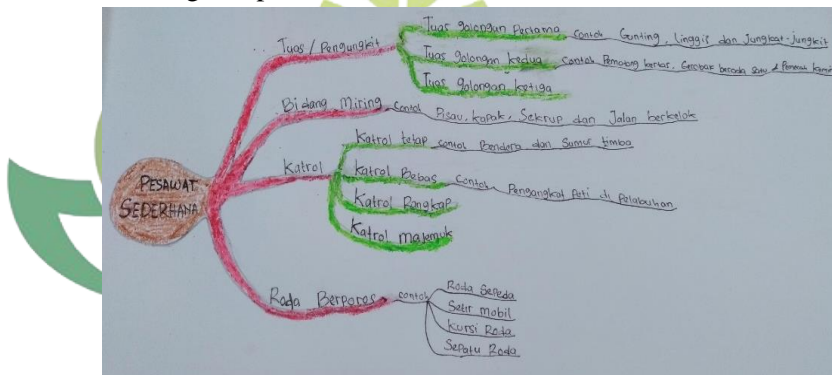 PESAWAT
SEDERHANA
Tuas / Pengungkit
Tuas golongan Pertama contoh Gunting, linggis dan Jungkat-jungkit
Tuas golongan kedua contoh Pemotong kertas, Gerobak beroda satu & Pemecah kemiri
Tuas golongan ketiga
Bidang Miring contoh Pisau, kapak, Sekrup dan Jalan berkelok
Katrol
Katrol tetap contoh Bendera dan Sumur timba
Katrol Bebas contoh Pengangkat Peti di Pelabuhan
Katrol Rangkap
Katrol majemuk
Roda Berporos contoh
Roda Sepeda
Setir mobil
Kursi Roda
Sepatu Roda